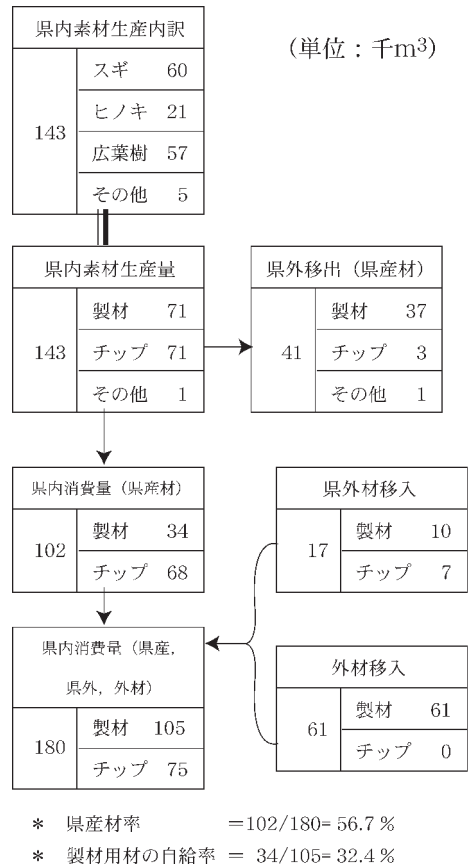 県内素材生産内訳
(単位：千m3)
143
スギ 60
ヒノキ 21
広葉樹 57
その他 5
県内素材生産量
143
製材 71
チップ 71
その他 1
県外移出（県産材）
41
製材 37
チップ 3
その他 1
県内消費量（県産材）
102
製材 34
チップ 68
県外材移入
17
製材 10
チップ 7
県内消費量（県産,
県外, 外材）
180
製材 105
チップ 75
外材移入
61
製材 61
チップ 0
* 県産材率 =102/180= 56.7 %
* 製材用材の自給率 = 34/105= 32.4 %